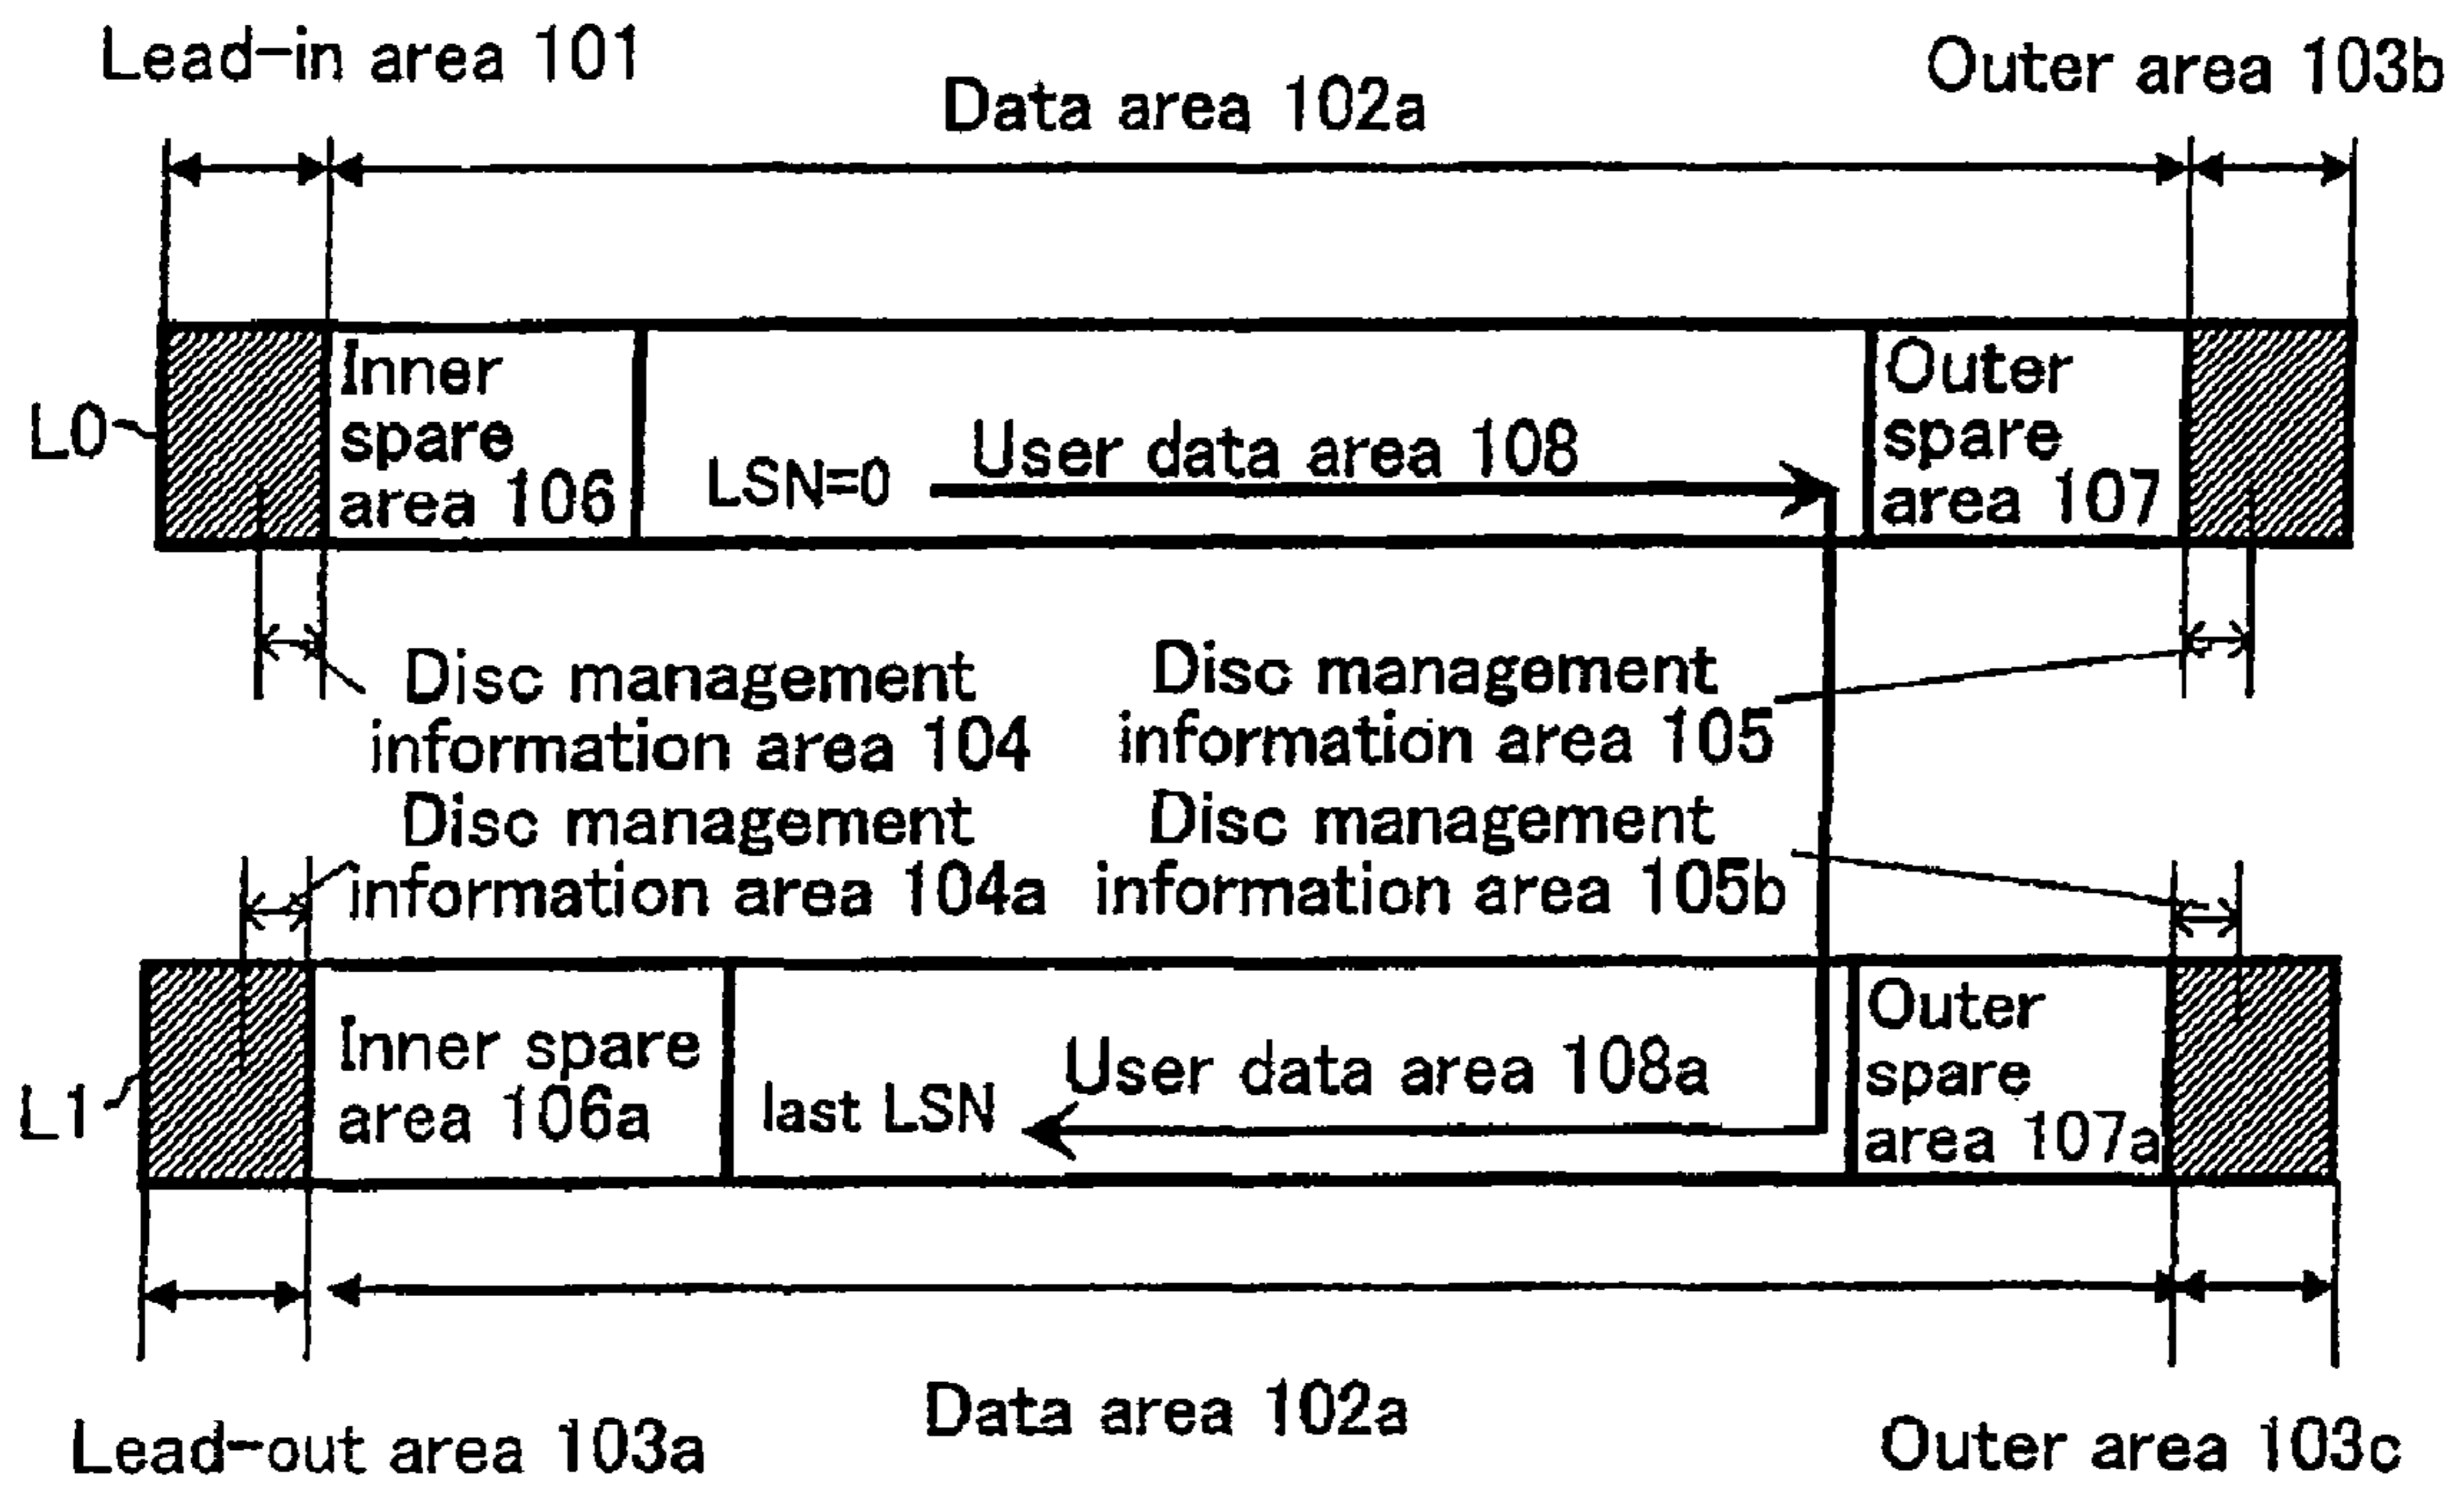 Lead-in area 101
Data area 102a
Outer area 103b
L0
Inner
spare
area 106
LSN=0
User data area 108
Outer
spare
area 107
Disc management
information area 104
Disc management
information area 105
Disc management
information area 104a
Disc management
information area 105b
L1
Inner spare
area 106a
last LSN
User data area 108a
Outer
spare
area 107a
Lead-out area 103a
Data area 102a
Outer area 103c